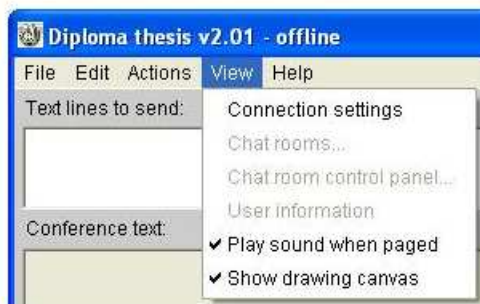 Diploma thesis v2.01 - offline
File Edit Actions View Help
Text lines to send:
Connection settings
Chat rooms...
Chat room control panel...
User information
Conference text:
Play sound when paged
Show drawing canvas